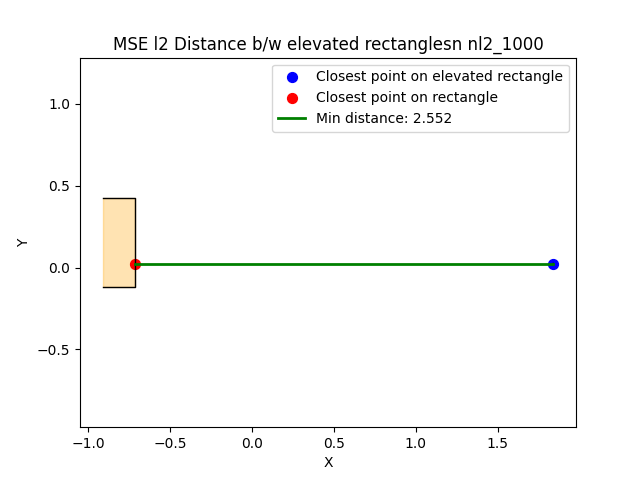 MSE l2 Distance b/w elevated rectanglesn nl2_1000
Closest point on elevated rectangle
Closest point on rectangle
Min distance: 2.552
1.0
0.5
0.0
−0.5
Y
−1.0 −0.5 0.0 0.5 1.0 1.5
X